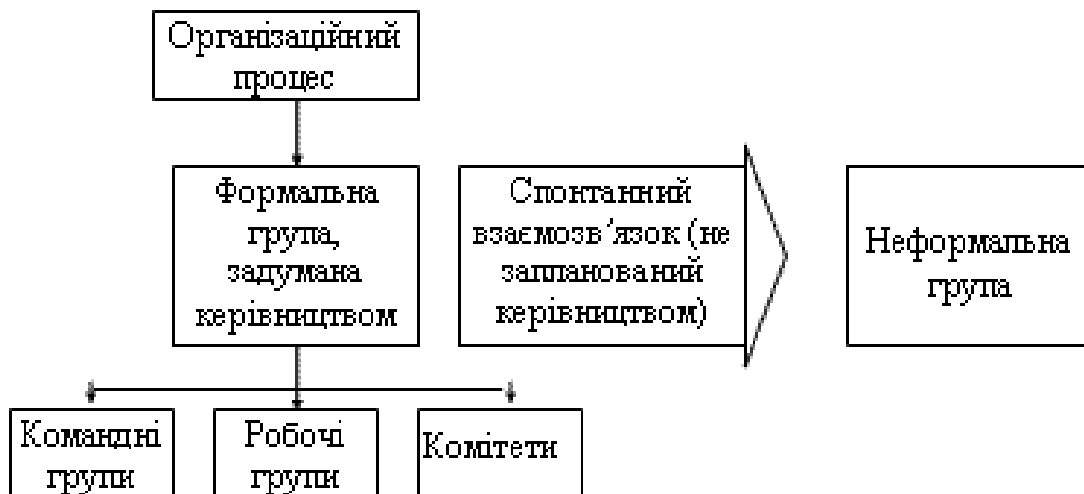 Організаційний
процес
Формальна
група,
задумана
керівництвом
Спонтанний
взаємозв´язок (не
запланований
керівництвом)
Неформальна
група
Командні
групи
Робочі
групи
Комітети